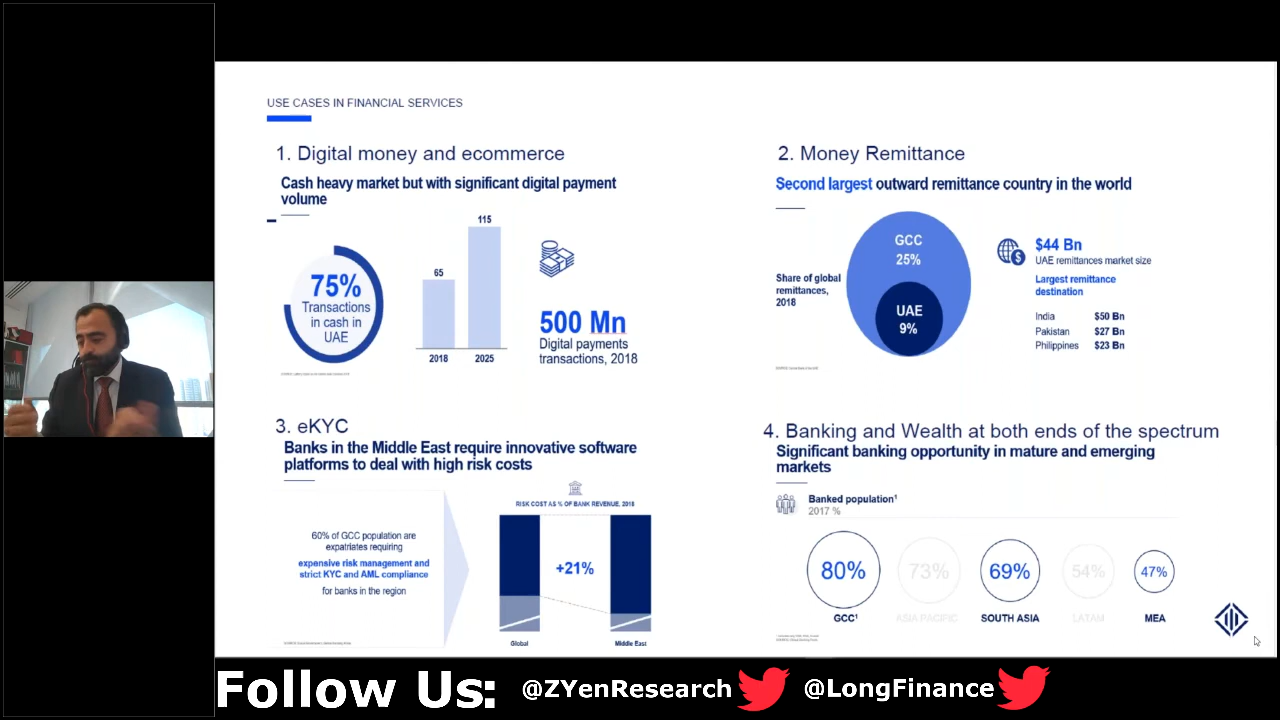 USE CASES IN FINANCIAL SERVICES
1. Digital money and ecommerce
Cash heavy market but with significant digital payment
volume
75%
Transactions
in cash in
UAE
65
115
2018
2025
500 Mn
Digital payments
transactions, 2018
2. Money Remittance
Second largest outward remittance country in the world
Share of global
remittances,
2018
GCC
25%
UAE
9%
$44 Bn
UAE remittances market size
Largest remittance
destination
India $50 Bn
Pakistan $27 Bn
Philippines $23 Bn
3. eKYC
Banks in the Middle East require innovative software
platforms to deal with high risk costs
60% of GCC population are
expatriates requiring
expensive risk management and
strict KYC and AML compliance
for banks in the region
RISK COST AS % OF BANK REVENUE, 2018
+21%
Global
Middle East
4. Banking and Wealth at both ends of the spectrum
Significant banking opportunity in mature and emerging
markets
Banked population¹
2017 %
80%
73%
69%
54%
47%
GCC¹
ASIA PACIFIC
SOUTH ASIA
LATAM
MEA
Follow Us: @ZYenResearch @LongFinance